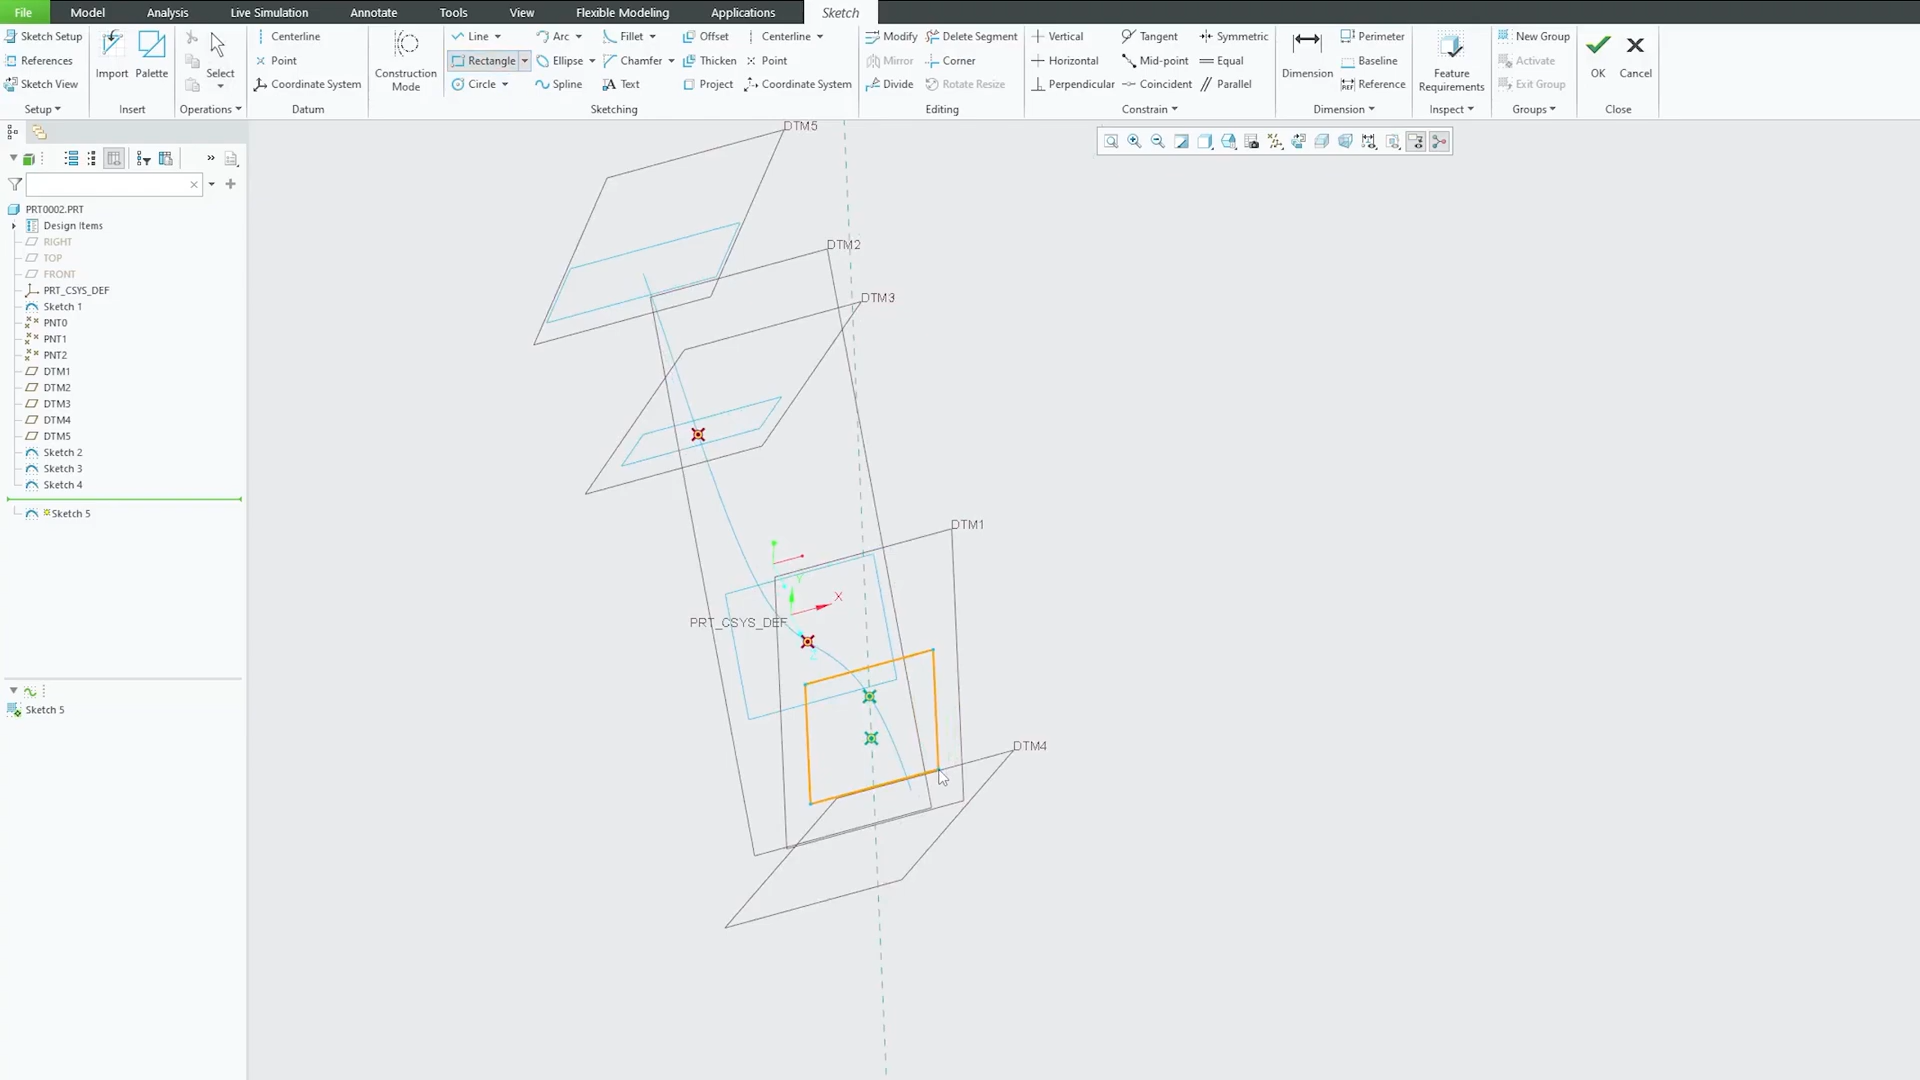 File Model Analysis Live Simulation Annotate Tools View Flexible Modeling Applications Sketch
Sketch Setup Centerline Line Arc Fillet Offset Centerline Modify Delete Segment Vertical Tangent Symmetric Perimeter New Group
References Import Palette Select Point Construction Mode Rectangle Ellipse Chamfer Thicken Point Mirror Corner Horizontal Mid-point Equal Dimension Baseline Feature Requirements Activate OK Cancel
Sketch View Coordinate System Circle Spline Text Project Coordinate System Divide Rotate Resize Perpendicular Coincident Parallel REF Reference Exit Group
Setup Insert Operations Datum Sketching Editing Constrain Dimension Inspect Groups Close
PRT0002.PRT
Design Items
RIGHT
TOP
FRONT
PRT_CSYS_DEF
Sketch 1
PNT0
PNT1
PNT2
DTM1
DTM2
DTM3
DTM4
DTM5
Sketch 2
Sketch 3
Sketch 4
Sketch 5
Sketch 5
DTM5
DTM2
DTM3
DTM1
Y
X
PRT_CSYS_DEF
Z
DTM4